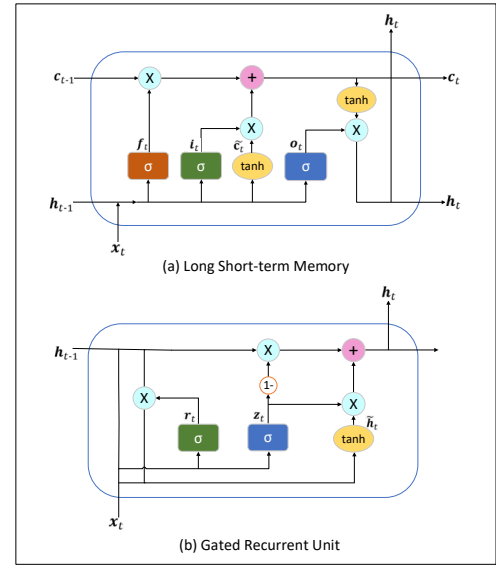 h_t
c_{t-1} X + c_t
tanh
f_t i_t c̃_t X o_t X
σ σ tanh σ
h_{t-1} h_t
x_t
(a) Long Short-term Memory
h_t
h_{t-1} X +
1-
X r_t z_t X h̃_t
σ σ tanh
x_t
(b) Gated Recurrent Unit